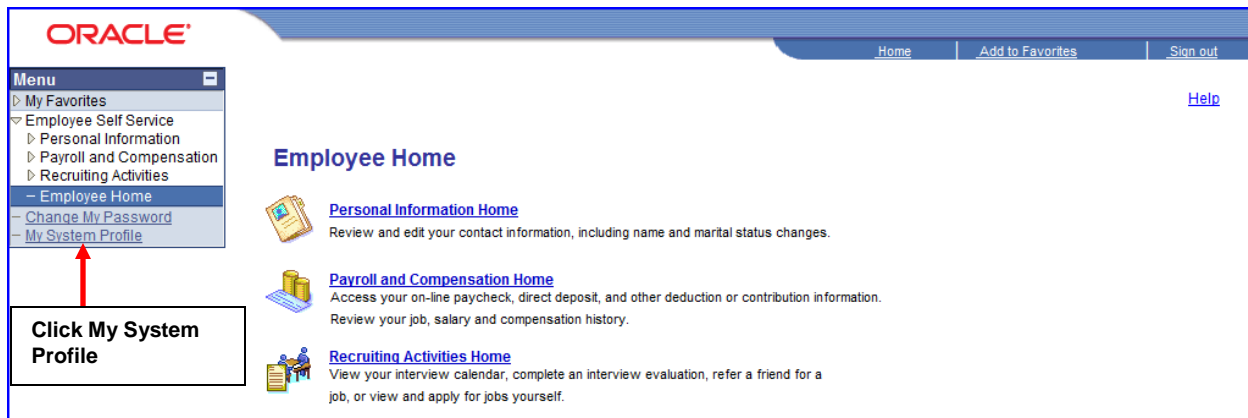 ORACLE
Home
Add to Favorites
Sign out
Help
Menu
My Favorites
Employee Self Service
Personal Information
Payroll and Compensation
Recruiting Activities
Employee Home
Change My Password
My System Profile
Click My System
Profile
Employee Home
Personal Information Home
Review and edit your contact information, including name and marital status changes.
Payroll and Compensation Home
Access your on-line paycheck, direct deposit, and other deduction or contribution information.
Review your job, salary and compensation history.
Recruiting Activities Home
View your interview calendar, complete an interview evaluation, refer a friend for a
job, or view and apply for jobs yourself.